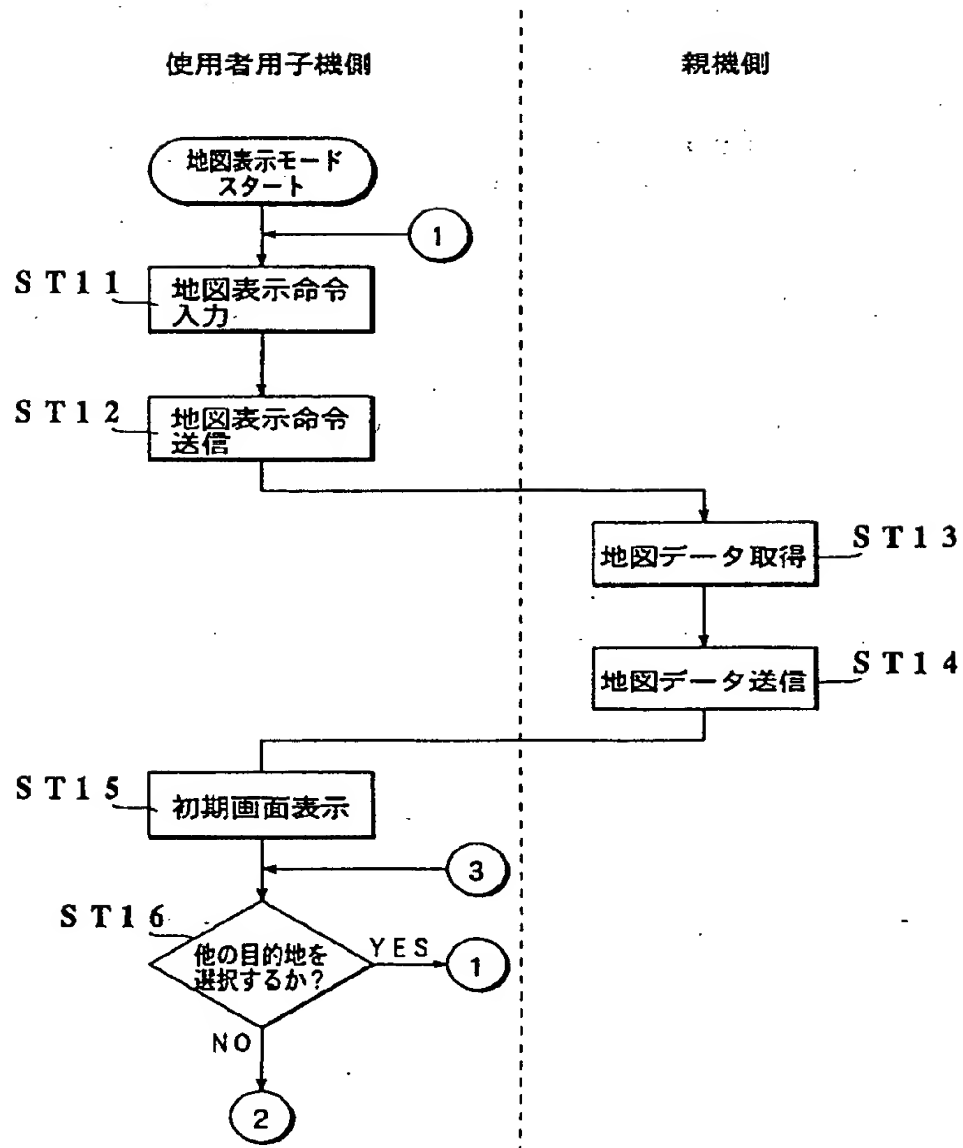 使用者用子機側
親機側
地図表示モード
スタート
1
ST11
地図表示命令
入力
ST12
地図表示命令
送信
地図データ取得
ST13
地図データ送信
ST14
ST15
初期画面表示
3
ST16
他の目的地を
選択するか?
YES
1
NO
2